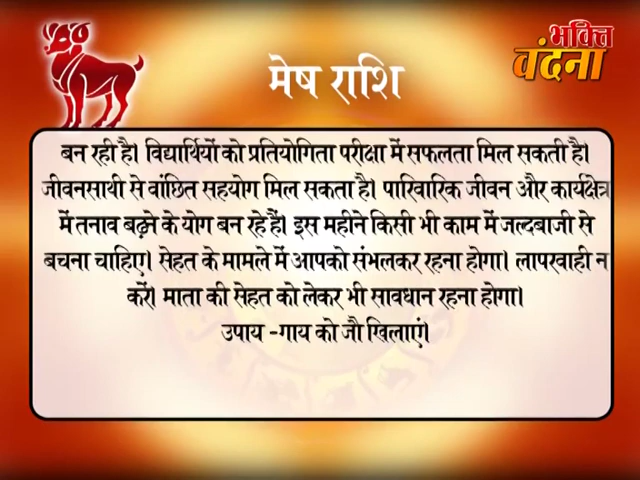 भक्ति
वंदना
मेष राशि
बन रही है। विद्यार्थियों को प्रतियोगिता परीक्षा में सफलता मिल सकती है।
जीवनसाथी से वांछित सहयोग मिल सकता है। पारिवारिक जीवन और कार्यक्षेत्र
में तनाव बढ़ने के योग बन रहे हैं। इस महीने किसी भी काम में जल्दबाजी से
बचना चाहिए। सेहत के मामले में आपको संभलकर रहना होगा। लापरवाही न
करें। माता की सेहत को लेकर भी सावधान रहना होगा।
उपाय -गाय को जौ खिलाएं।